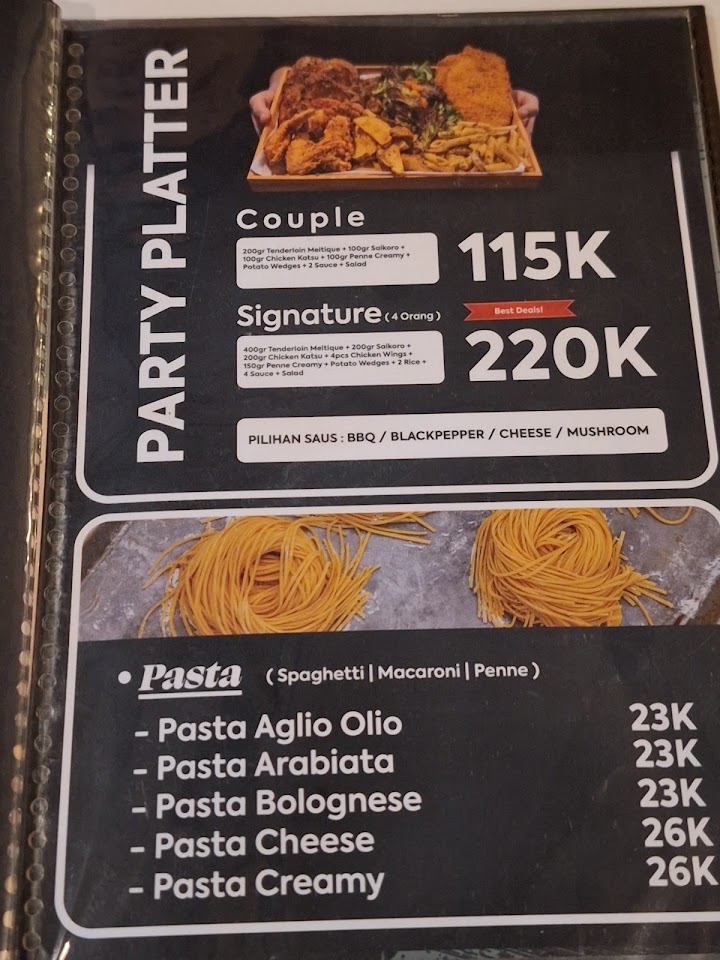 PARTY PLATTER
Couple
200gr Tenderloin Meltique + 100gr Saikoro +
100gr Chicken Katsu + 100gr Penne Creamy +
Potato Wedges + 2 Sauce + Salad
115K
Signature (4 Orang)
Best Deals!
400gr Tenderloin Meltique + 200gr Saikoro +
200gr Chicken Katsu + 4pcs Chicken Wings +
150gr Penne Creamy + Potato Wedges + 2 Rice +
4 Sauce + Salad
220K
PILIHAN SAUS : BBQ / BLACKPEPPER / CHEESE / MUSHROOM
• Pasta (Spaghetti | Macaroni | Penne)
- Pasta Aglio Olio 23K
- Pasta Arabiata 23K
- Pasta Bolognese 23K
- Pasta Cheese 26K
- Pasta Creamy 26K